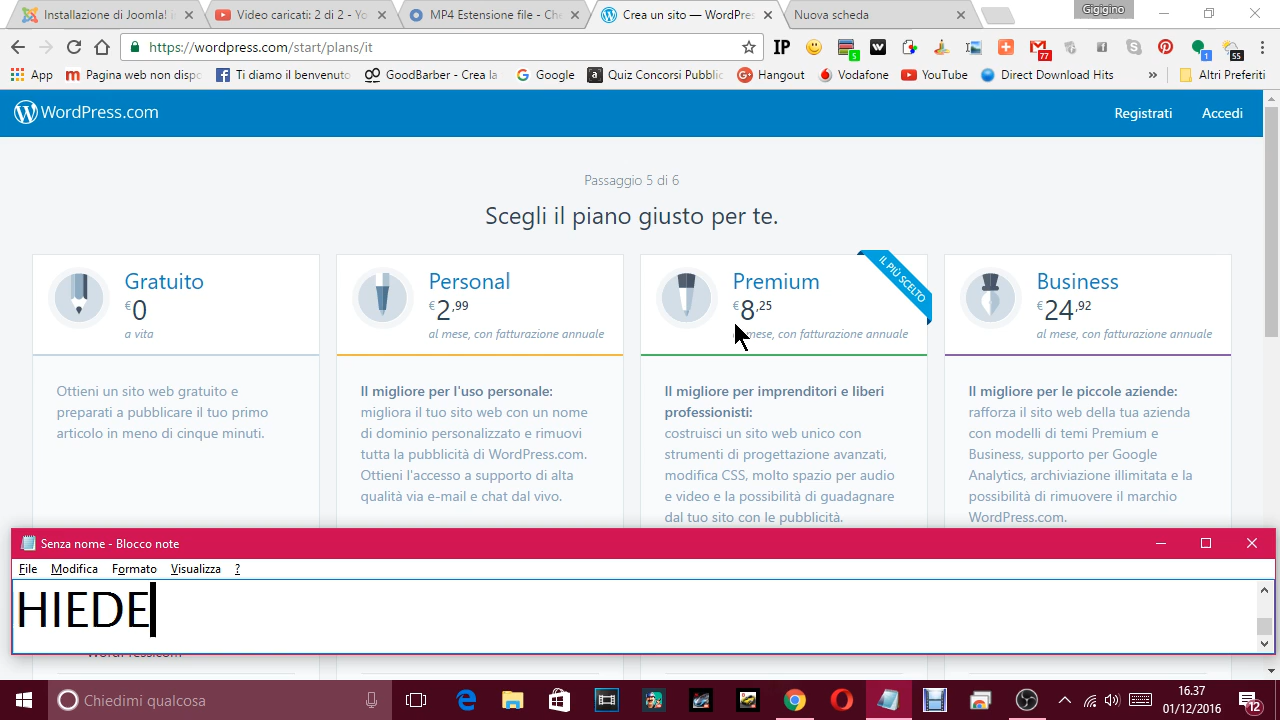 Installazione di Joomla! i
Video caricati: 2 di 2 - Yo
MP4 Estensione file - Che
Crea un sito — WordPres
Nuova scheda
Gigigino
https://wordpress.com/start/plans/it
IP
5
W
77
1
55
App
Pagina web non dispo
Ti diamo il benvenuto
GoodBarber - Crea la
Google
Quiz Concorsi Pubblic
Hangout
Vodafone
YouTube
Direct Download Hits
»
Altri Preferiti
WordPress.com
Registrati
Accedi
Passaggio 5 di 6
Scegli il piano giusto per te.
Gratuito
€0
a vita
Ottieni un sito web gratuito e
preparati a pubblicare il tuo primo
articolo in meno di cinque minuti.
Personal
€2,99
al mese, con fatturazione annuale
Il migliore per l'uso personale:
migliora il tuo sito web con un nome
di dominio personalizzato e rimuovi
tutta la pubblicità di WordPress.com.
Ottieni l'accesso a supporto di alta
qualità via e-mail e chat dal vivo.
IL PIÙ SCELTO
Premium
€8,25
mese, con fatturazione annuale
Il migliore per imprenditori e liberi
professionisti:
costruisci un sito web unico con
strumenti di progettazione avanzati,
modifica CSS, molto spazio per audio
e video e la possibilità di guadagnare
dal tuo sito con le pubblicità.
Business
€24,92
al mese, con fatturazione annuale
Il migliore per le piccole aziende:
rafforza il sito web della tua azienda
con modelli di temi Premium e
Business, supporto per Google
Analytics, archiviazione illimitata e la
possibilità di rimuovere il marchio
WordPress.com.
Senza nome - Blocco note
File Modifica Formato Visualizza ?
HIEDE
Chiedimi qualcosa
16.37
01/12/2016
12